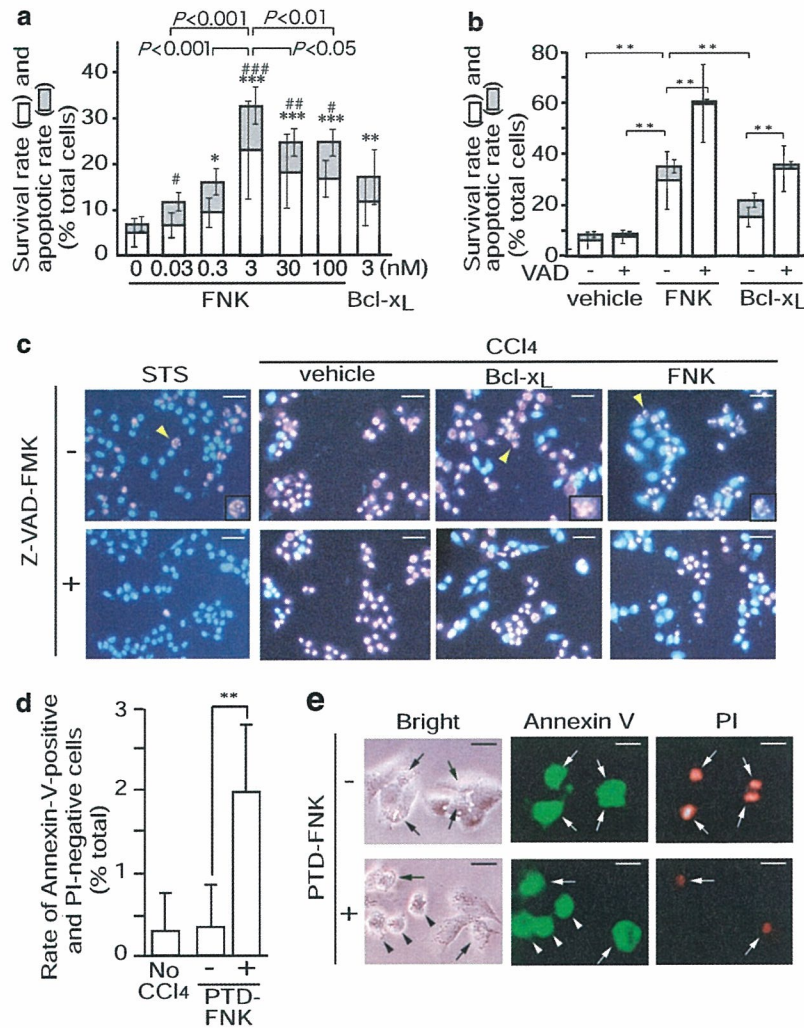 a
P<0.001 P<0.01
P<0.001 P<0.05
Survival rate (□) and
apoptotic rate (□)
(% total cells)
40
30
20
10
0
# * ### *** ## *** # *** **
0 0.03 0.3 3 30 100 3 (nM)
FNK Bcl-xL
b
Survival rate (□) and
apoptotic rate (□)
(% total cells)
80
60
40
20
0
** **
** ** **
VAD - + - + - +
vehicle FNK Bcl-xL
c
CCl4
STS vehicle Bcl-xL FNK
Z-VAD-FMK
-
+
d
Rate of Annexin-V-positive
and PI-negative cells
(% total)
3
2
1
0
**
No
CCl4
- +
PTD-
FNK
e
Bright Annexin V PI
PTD-FNK
-
+